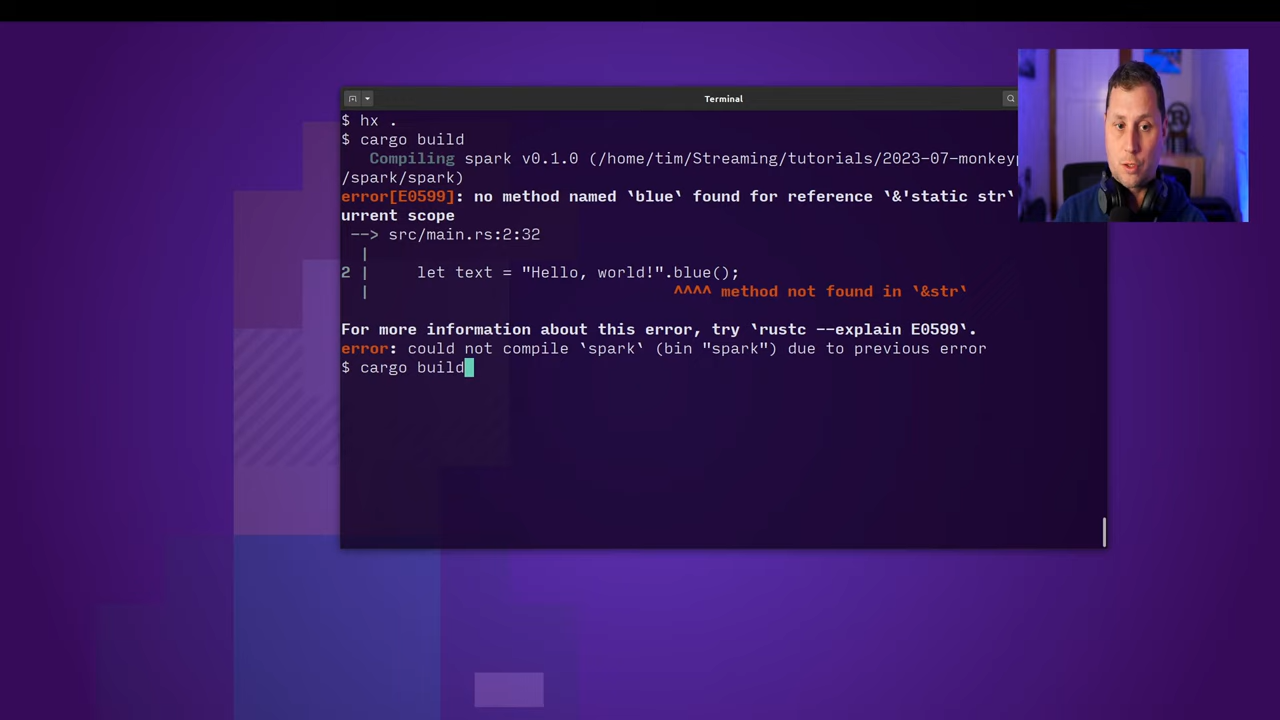 Terminal
$ hx .
$ cargo build
Compiling spark v0.1.0 (/home/tim/Streaming/tutorials/2023-07-monkeyp
/spark/spark)
error[E0599]: no method named `blue` found for reference `&'static str`
urrent scope
--> src/main.rs:2:32
|
2 | let text = "Hello, world!".blue();
| ^^^^ method not found in `&str`
For more information about this error, try `rustc --explain E0599`.
error: could not compile `spark` (bin "spark") due to previous error
$ cargo build